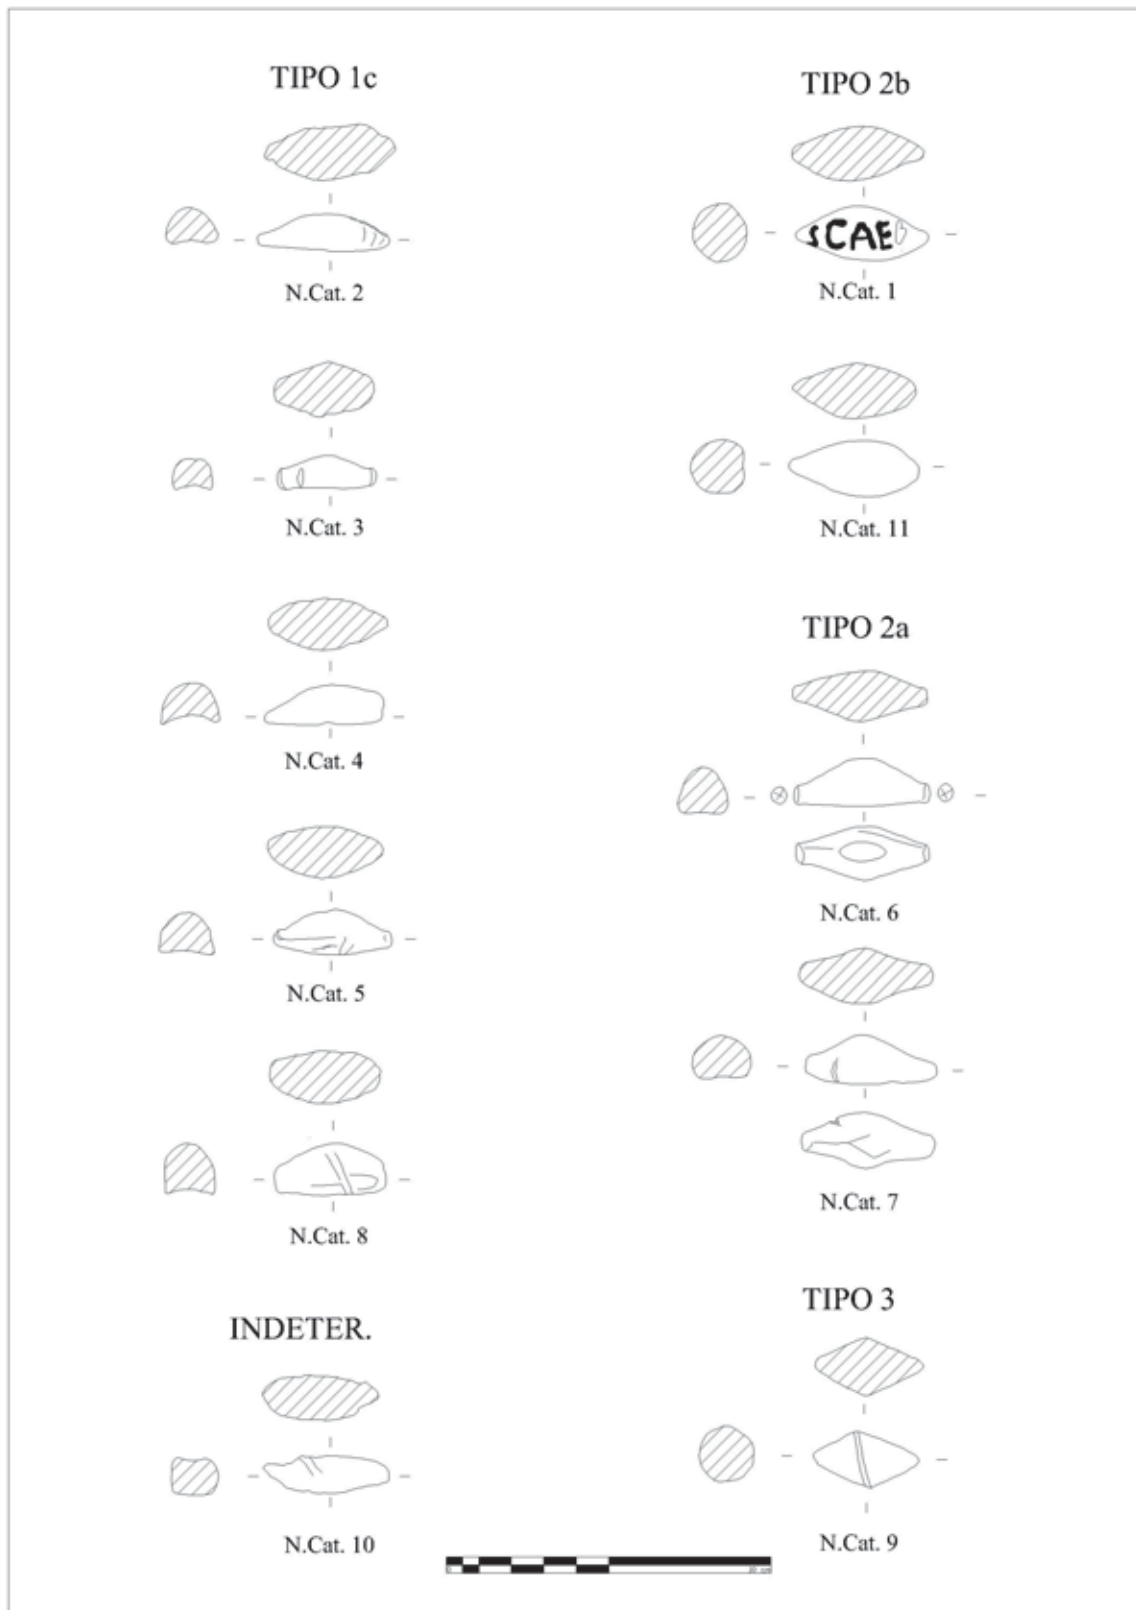 TIPO 1c
N.Cat. 2
N.Cat. 3
N.Cat. 4
N.Cat. 5
N.Cat. 8
INDETER.
N.Cat. 10
TIPO 2b
SCAE
N.Cat. 1
N.Cat. 11
TIPO 2a
N.Cat. 6
N.Cat. 7
TIPO 3
N.Cat. 9
0